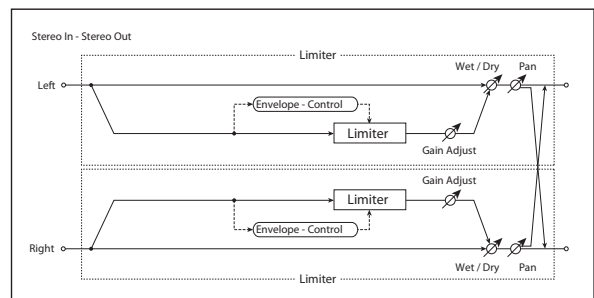 Stereo In - Stereo Out
Limiter
Wet / Dry
Pan
Left
Envelope - Control
Limiter
Gain Adjust
Gain Adjust
Limiter
Envelope - Control
Right
Wet / Dry
Pan
Limiter